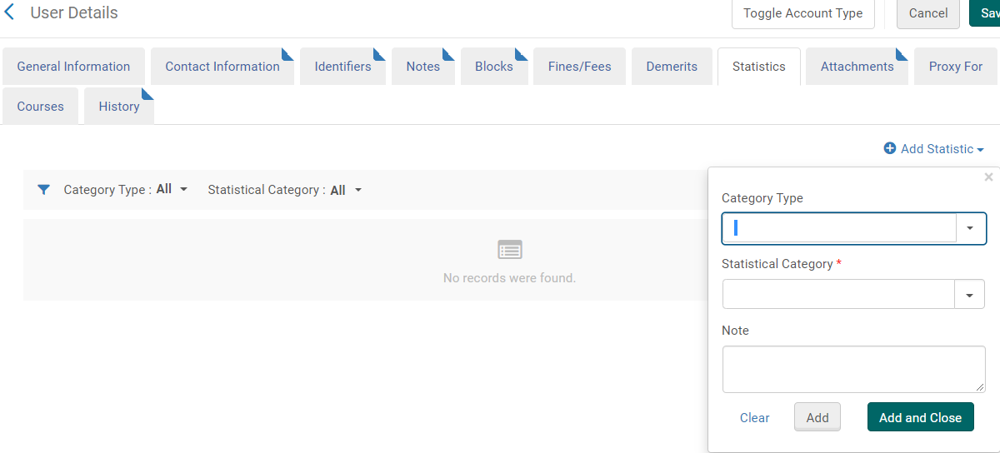 User Details
Toggle Account Type
Cancel
General Information
Contact Information
Identifiers
Notes
Blocks
Fines/Fees
Demerits
Statistics
Attachments
Proxy For
Courses
History
Add Statistic
Category Type : All
Statistical Category : All
No records were found.
Category Type
Statistical Category *
Note
Clear
Add
Add and Close